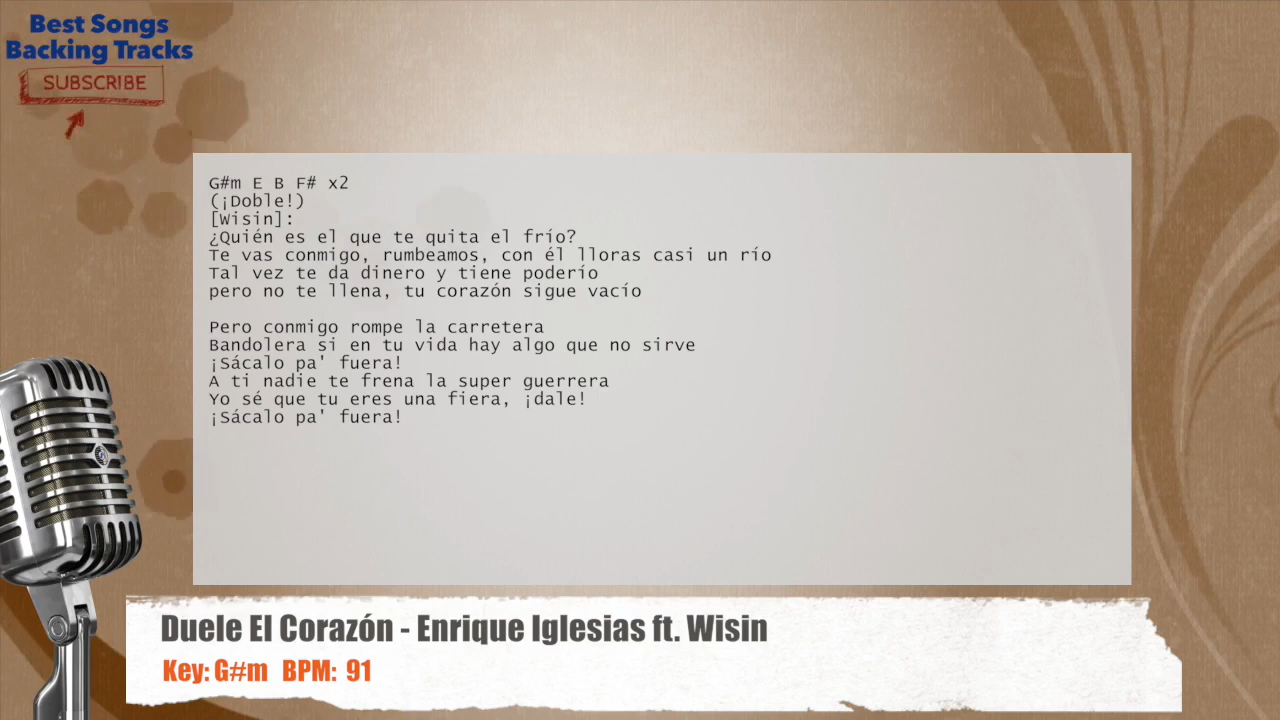 Best Songs
Backing Tracks
SUBSCRIBE
G#m E B F# x2
(¡Doble!)
[Wisin]:
¿Quién es el que te quita el frío?
Te vas conmigo, rumbeamos, con él lloras casi un río
Tal vez te da dinero y tiene poderío
pero no te llena, tu corazón sigue vacío
Pero conmigo rompe la carretera
Bandolera si en tu vida hay algo que no sirve
¡Sácalo pa' fuera!
A ti nadie te frena la super guerrera
Yo sé que tu eres una fiera, ¡dale!
¡Sácalo pa' fuera!
Duele El Corazón - Enrique Iglesias ft. Wisin
Key: G#m BPM: 91